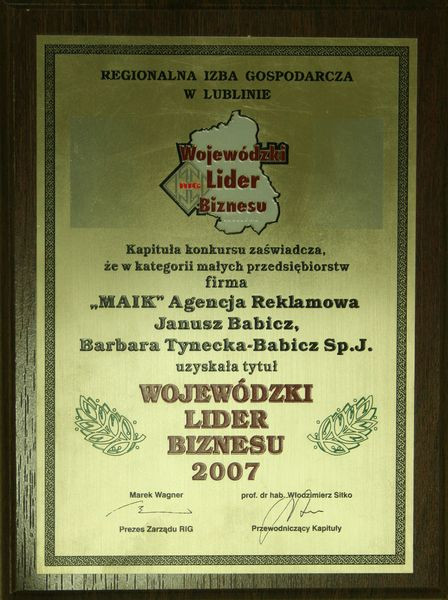 REGIONALNA IZBA GOSPODARCZA
W LUBLINIE
Wojewódzki
RIG Lider
Biznesu
Kapituła konkursu zaświadcza,
że w kategorii małych przedsiębiorstw
firma
„MAIK” Agencja Reklamowa
Janusz Babicz,
Barbara Tynecka-Babicz Sp.J.
uzyskała tytuł
WOJEWÓDZKI
LIDER
BIZNESU
2007
Marek Wagner prof. dr hab. Włodzimierz Sitko
Prezes Zarządu RIG Przewodniczący Kapituły